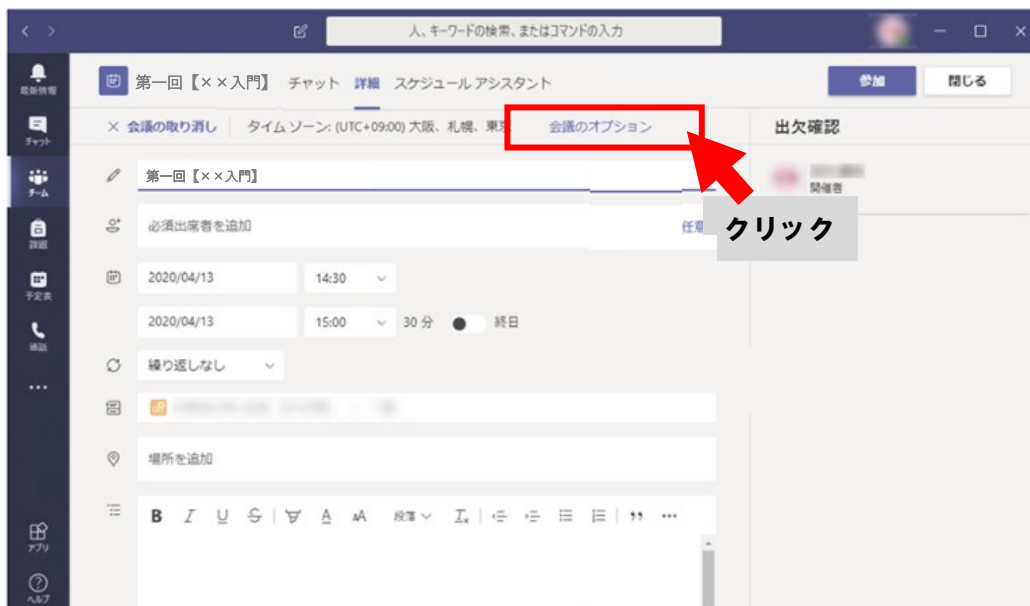 人、キーワードの検索、またはコマンドの入力
最新情報
チャット
チーム
課題
予定表
通話
アプリ
ヘルプ
第一回【××入門】 チャット 詳細 スケジュール アシスタント 参加 閉じる
× 会議の取り消し タイム ゾーン: (UTC+09:00) 大阪、札幌、東京 会議のオプション 出欠確認
第一回【××入門】
開催者
必須出席者を追加 任意
クリック
2020/04/13 14:30
2020/04/13 15:00 30 分 終日
繰り返しなし
場所を追加
B I U S A AA 段落 Tx